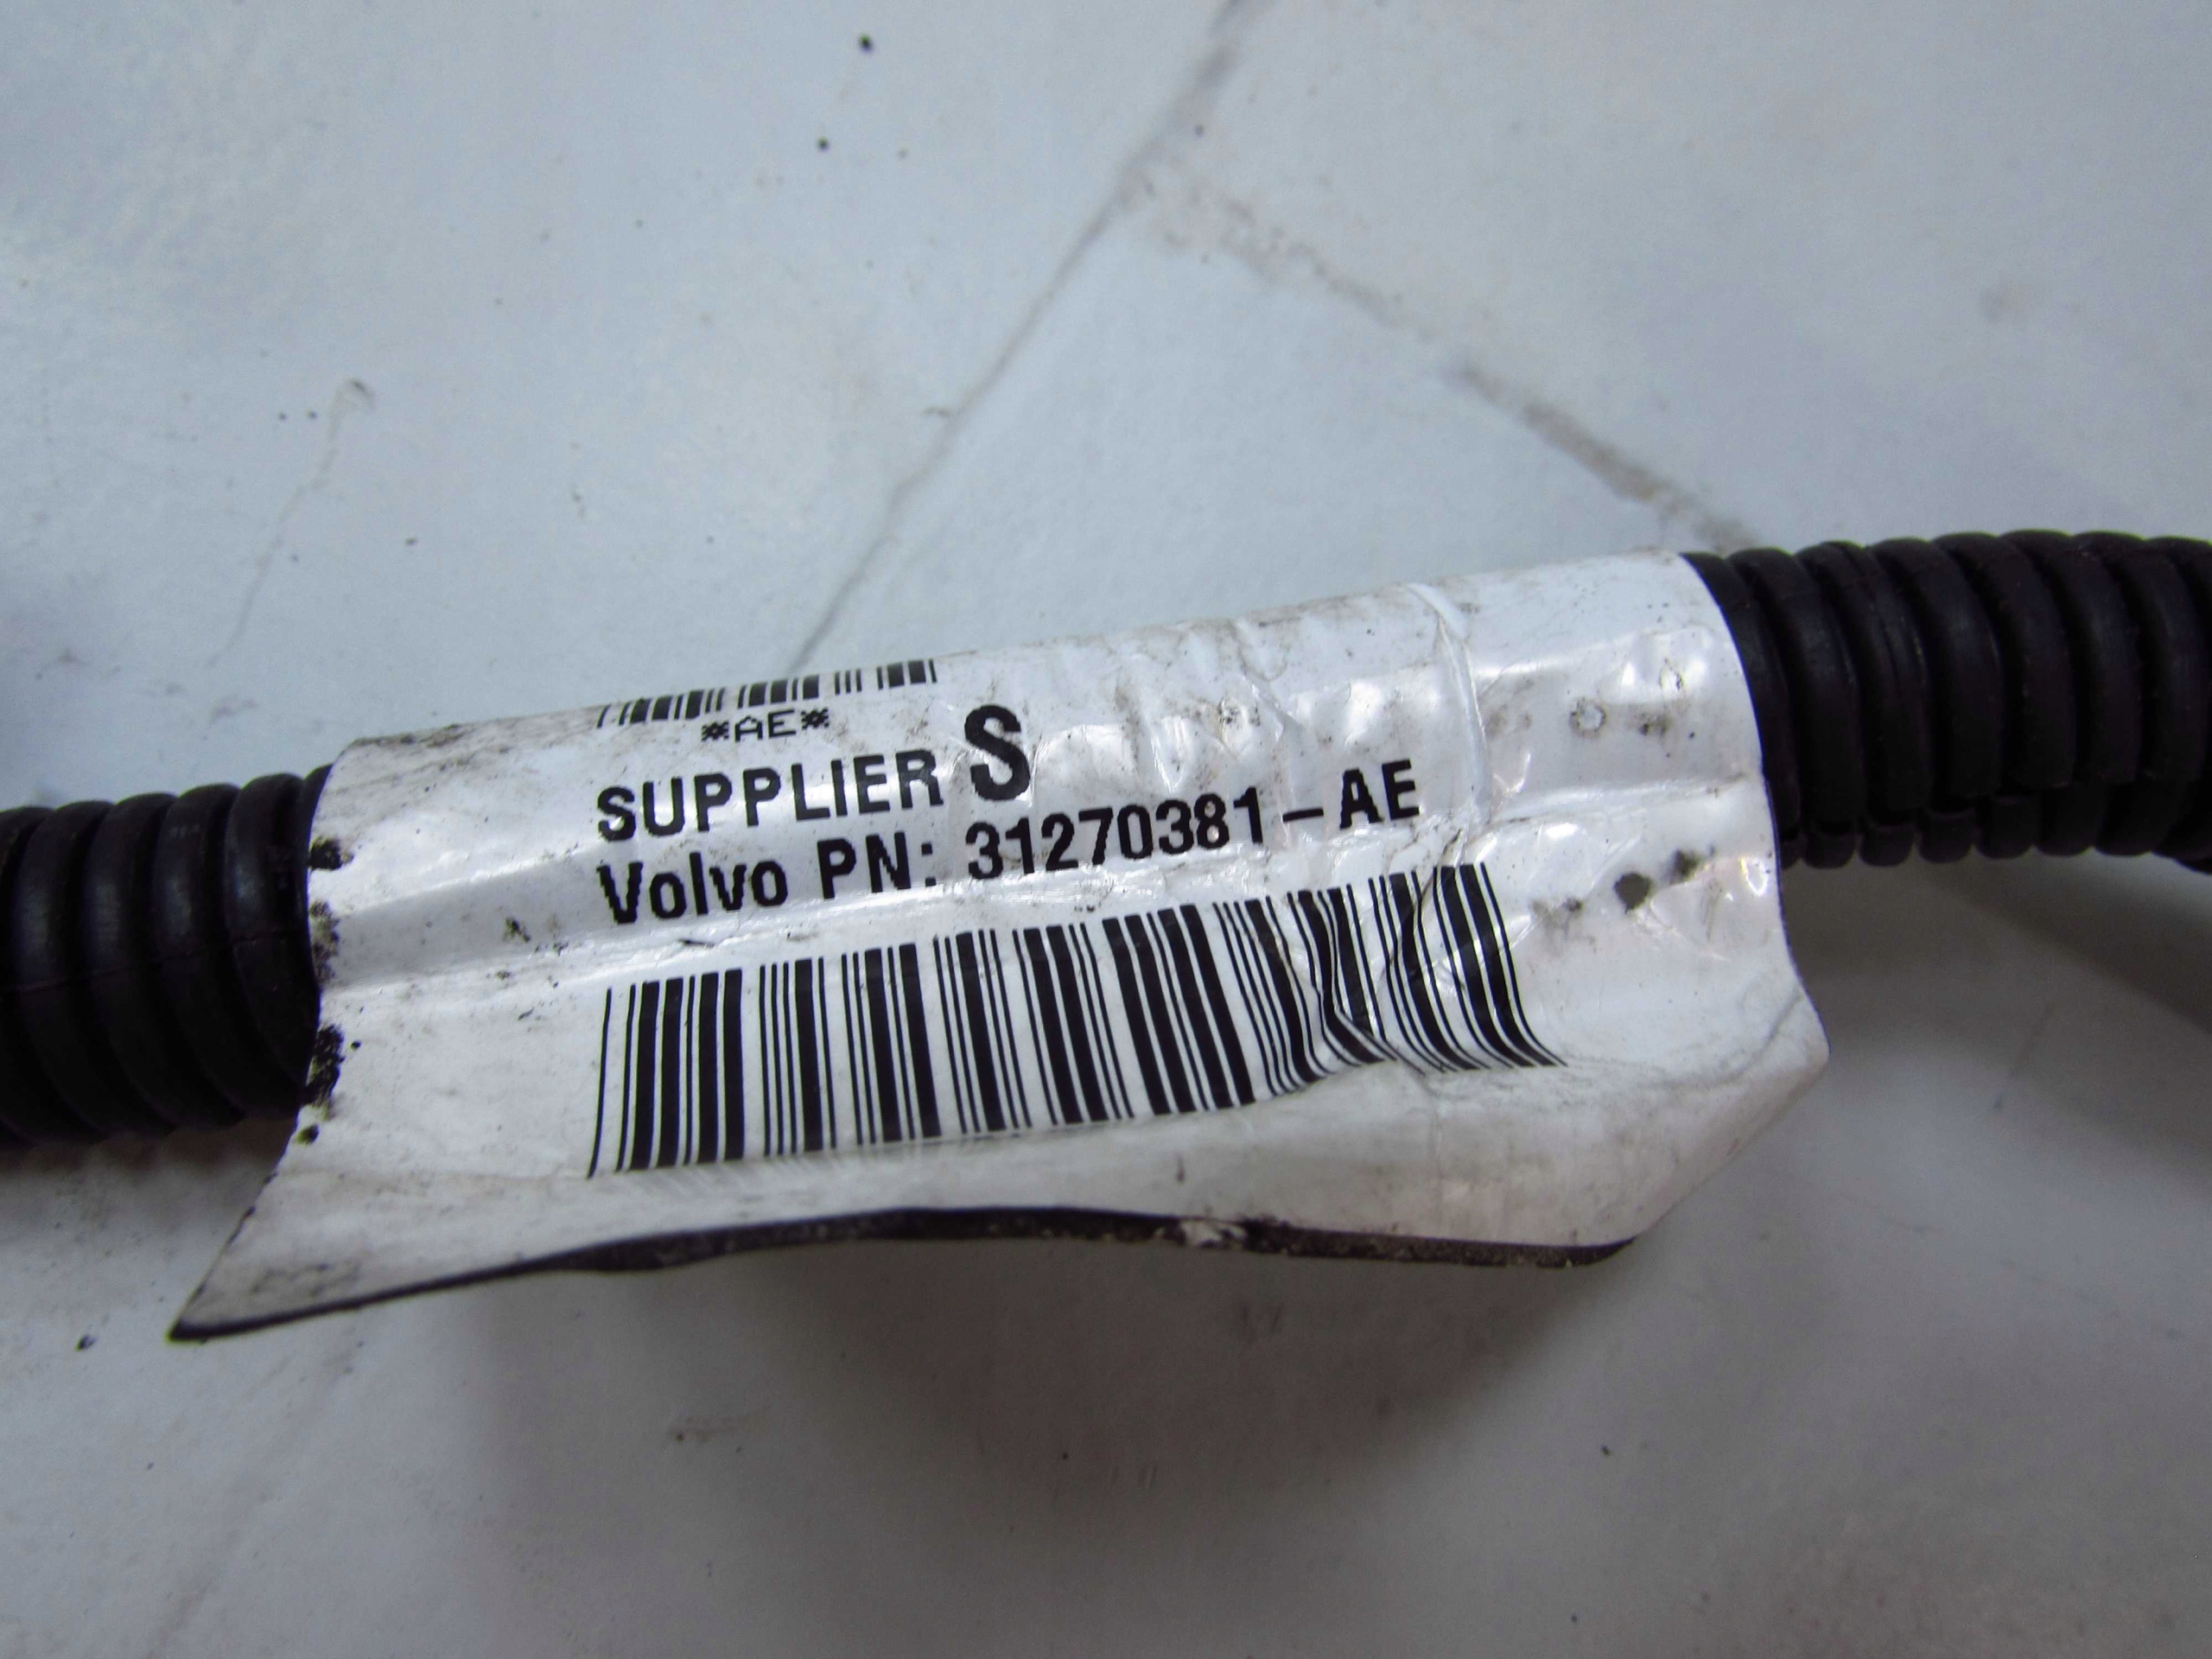 *AE*
SUPPLIER S
Volvo PN: 31270381-AE